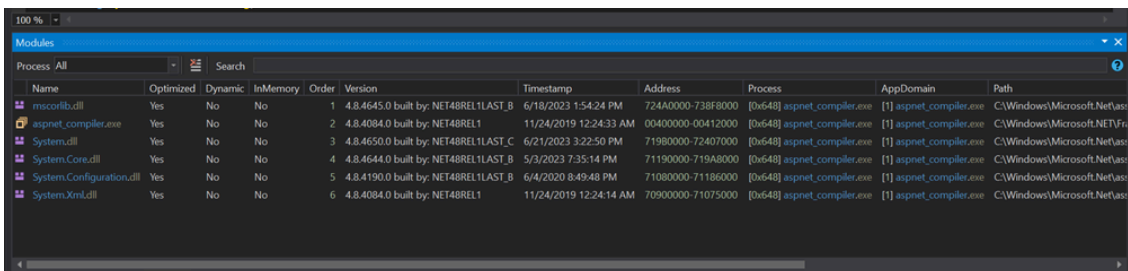 100 %
Modules
Process All Search
Name Optimized Dynamic InMemory Order Version Timestamp Address Process AppDomain Path
mscorlib.dll Yes No No 1 4.8.4645.0 built by: NET48REL1LAST_B 6/18/2023 1:54:24 PM 724A0000-738F8000 [0x648] aspnet_compiler.exe [1] aspnet_compiler.exe C:\Windows\Microsoft.Net\ass
aspnet_compiler.exe Yes No No 2 4.8.4084.0 built by: NET48REL1 11/24/2019 12:24:33 AM 00400000-00412000 [0x648] aspnet_compiler.exe [1] aspnet_compiler.exe C:\Windows\Microsoft.NET\Fra
System.dll Yes No No 3 4.8.4650.0 built by: NET48REL1LAST_C 6/21/2023 3:22:50 PM 719B0000-72407000 [0x648] aspnet_compiler.exe [1] aspnet_compiler.exe C:\Windows\Microsoft.Net\ass
System.Core.dll Yes No No 4 4.8.4644.0 built by: NET48REL1LAST_B 5/3/2023 7:35:14 PM 71190000-719A8000 [0x648] aspnet_compiler.exe [1] aspnet_compiler.exe C:\Windows\Microsoft.Net\ass
System.Configuration.dll Yes No No 5 4.8.4190.0 built by: NET48REL1LAST_B 6/4/2020 8:49:48 PM 71080000-71186000 [0x648] aspnet_compiler.exe [1] aspnet_compiler.exe C:\Windows\Microsoft.Net\ass
System.Xml.dll Yes No No 6 4.8.4084.0 built by: NET48REL1 11/24/2019 12:24:14 AM 70900000-71075000 [0x648] aspnet_compiler.exe [1] aspnet_compiler.exe C:\Windows\Microsoft.Net\ass